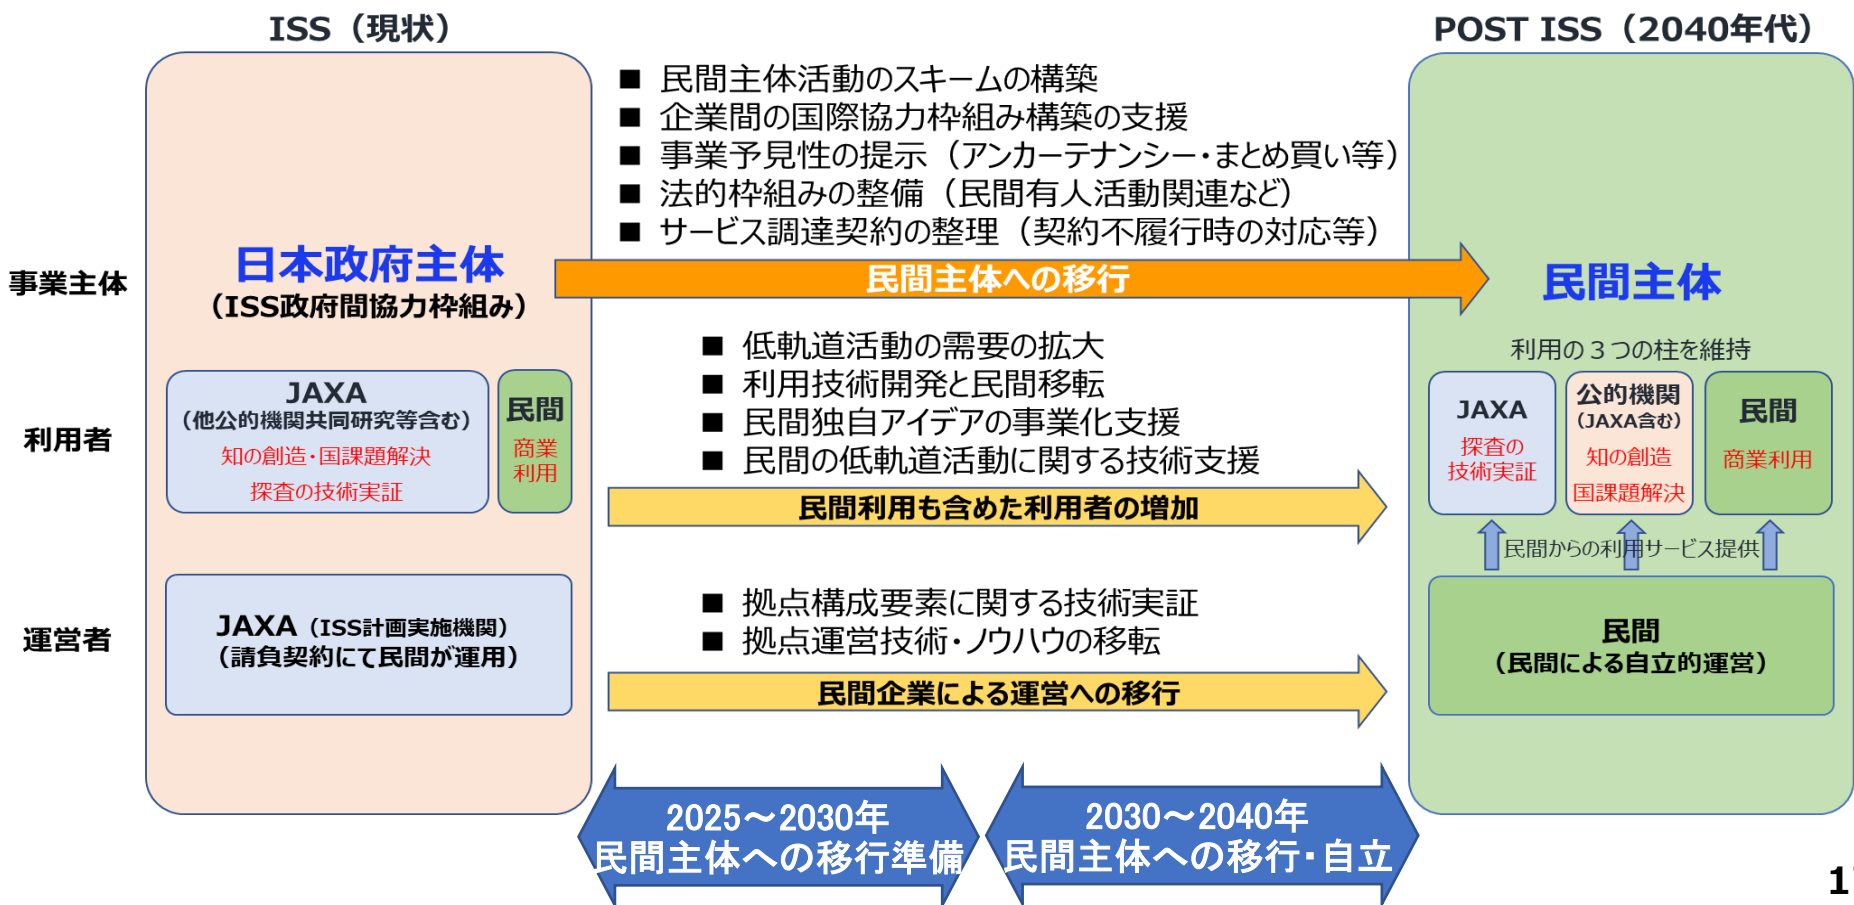 ISS（現状）
POST ISS（2040年代）
■ 民間主体活動のスキームの構築
■ 企業間の国際協力枠組み構築の支援
■ 事業予見性の提示（アンカーテナンシー・まとめ買い等）
■ 法的枠組みの整備（民間有人活動関連など）
■ サービス調達契約の整理（契約不履行時の対応等）
事業主体
日本政府主体
（ISS政府間協力枠組み）
民間主体への移行
民間主体
利用者
JAXA
（他公的機関共同研究等含む）
知の創造・国課題解決
探査の技術実証
民間
商業
利用
■ 低軌道活動の需要の拡大
■ 利用技術開発と民間移転
■ 民間独自アイデアの事業化支援
■ 民間の低軌道活動に関する技術支援
民間利用も含めた利用者の増加
利用の３つの柱を維持
JAXA
探査の
技術実証
公的機関
（JAXA含む）
知の創造
国課題解決
民間
商業利用
民間からの利用サービス提供
運営者
JAXA（ISS計画実施機関）
（請負契約にて民間が運用）
■ 拠点構成要素に関する技術実証
■ 拠点運営技術・ノウハウの移転
民間企業による運営への移行
民間
（民間による自立的運営）
2025～2030年
民間主体への移行準備
2030～2040年
民間主体への移行・自立